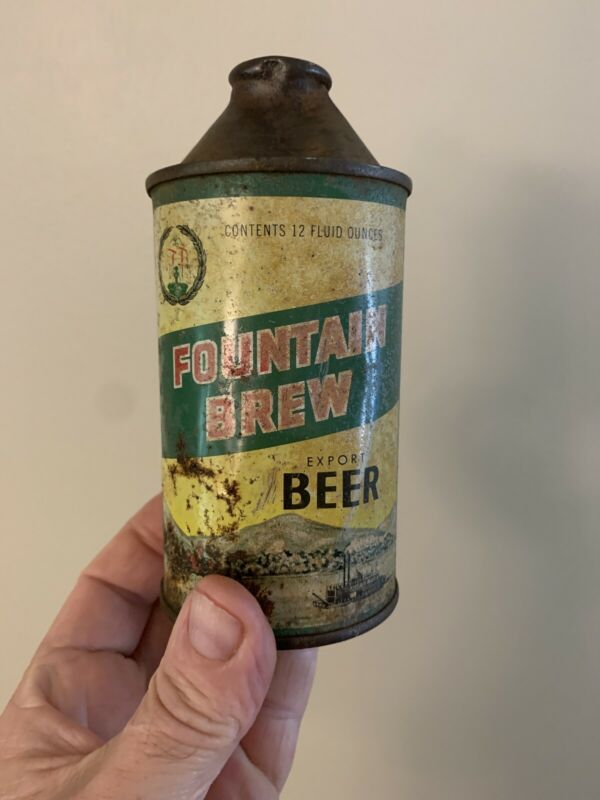 CONTENTS 12 FLUID OUNCES
FOUNTAIN
BREW
EXPORT
BEER